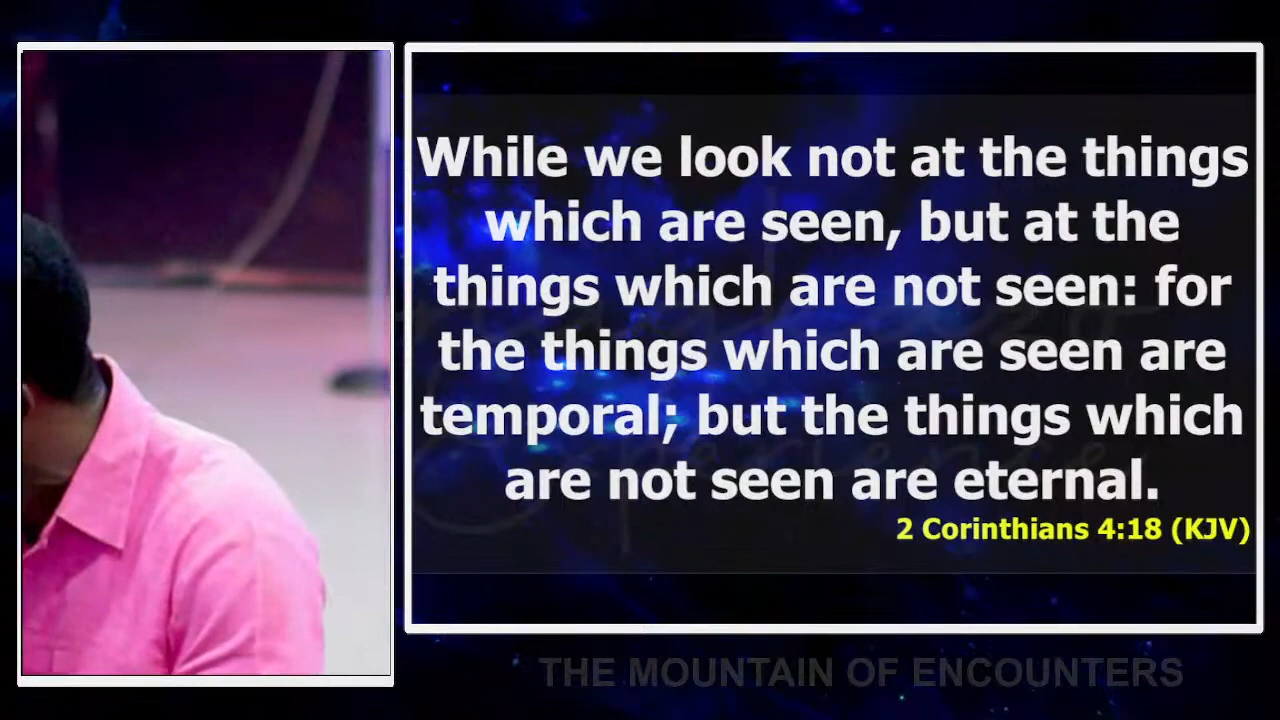 While we look not at the things
which are seen, but at the
things which are not seen: for
the things which are seen are
temporal; but the things which
are not seen are eternal.
2 Corinthians 4:18 (KJV)
THE MOUNTAIN OF ENCOUNTERS